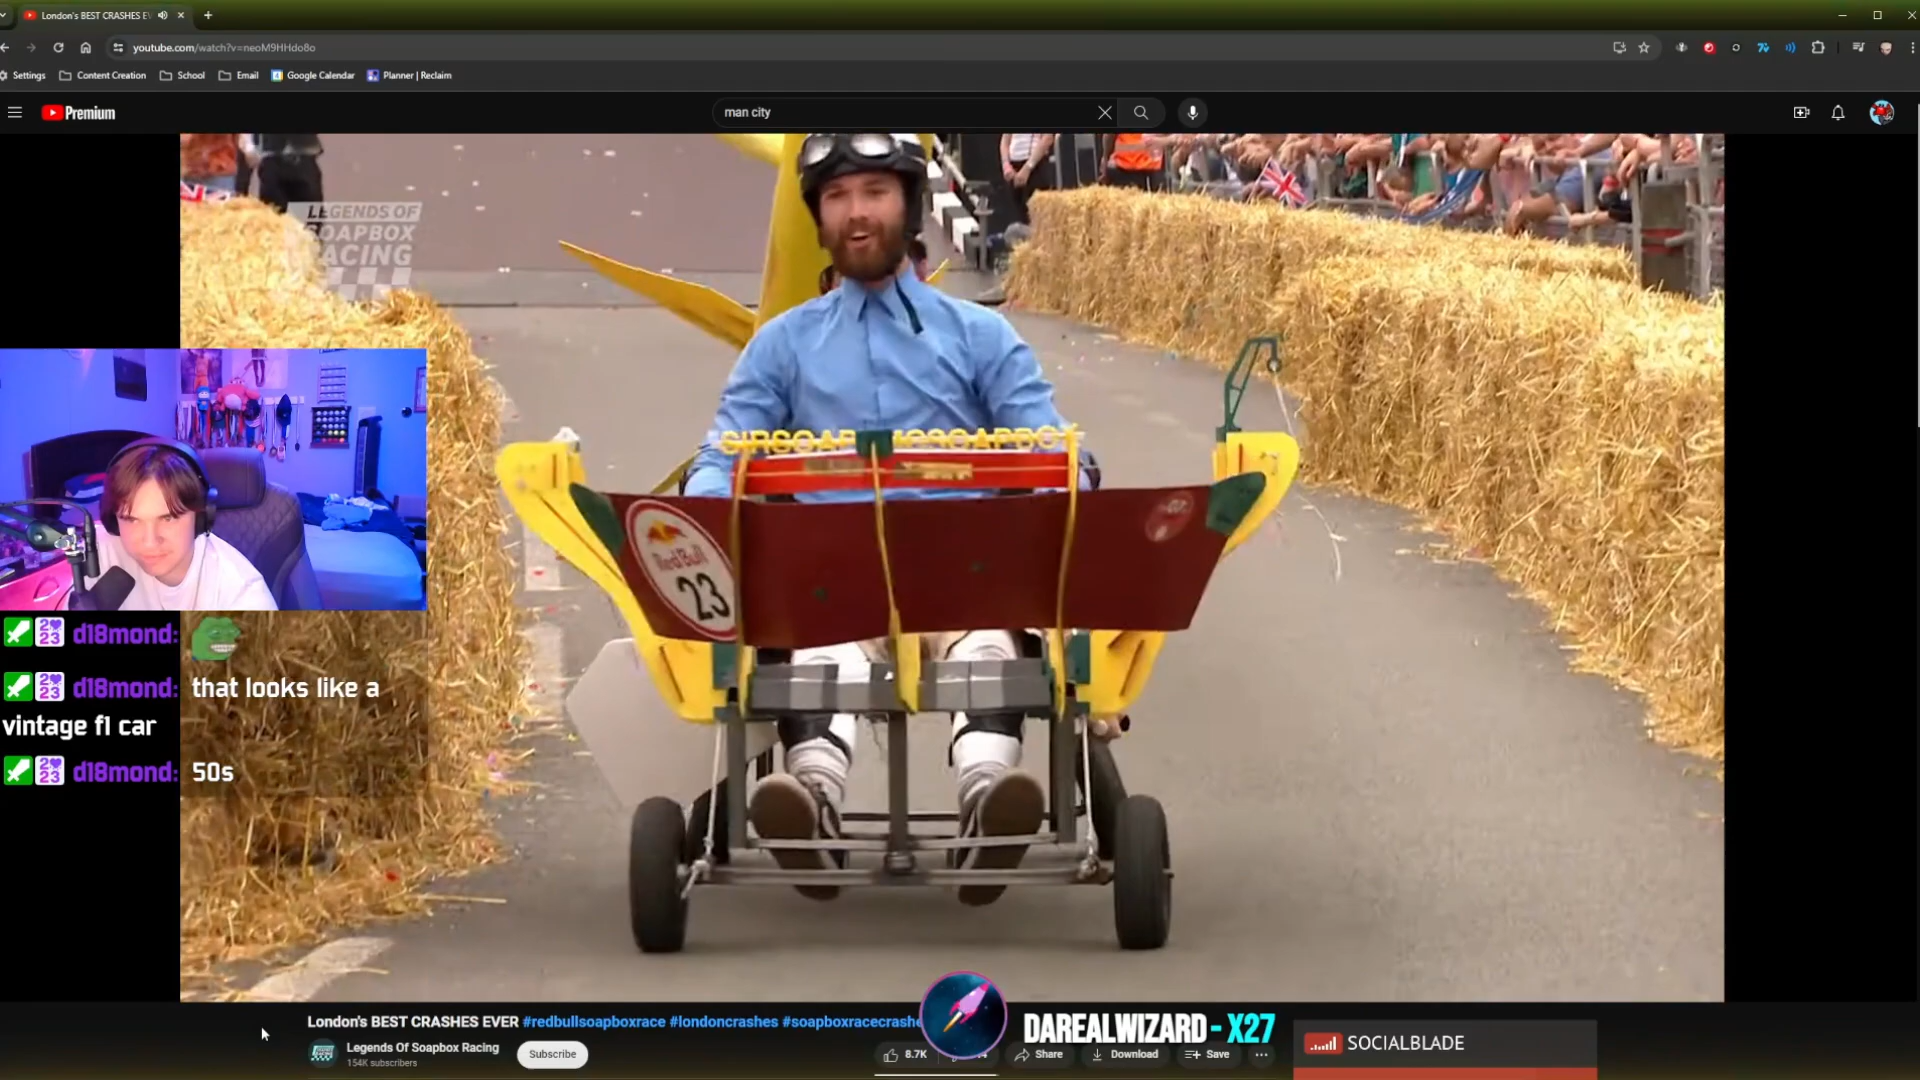 London's BEST CRASHES EV
youtube.com/watch?v=neoM9HHdo8o
Settings
Content Creation
School
Email
Google Calendar
Planner | Reclaim
Premium
man city
LEGENDS OF
SOAPBOX
RACING
Red Bull
23
d18mond:
d18mond: that looks like a
vintage f1 car
d18mond: 50s
London's BEST CRASHES EVER #redbullsoapboxrace #londoncrashes #soapboxracecrashe
Legends Of Soapbox Racing
154K subscribers
Subscribe
8.7K
Share
Download
Save
DAREALWIZARD - X27
SOCIALBLADE